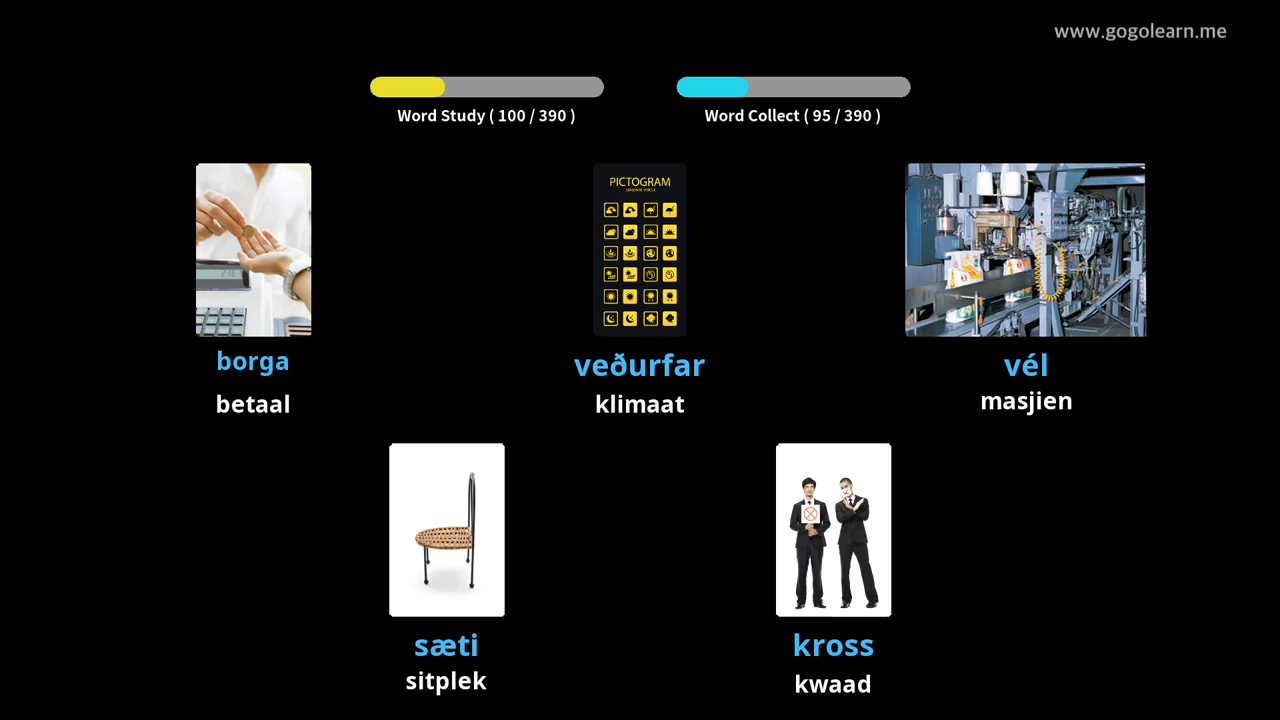 www.gogolearn.me
Word Study ( 100 / 390 )
Word Collect ( 95 / 390 )
PICTOGRAM
borga
betaal
veðurfar
klimaat
vél
masjien
sæti
sitplek
kross
kwaad